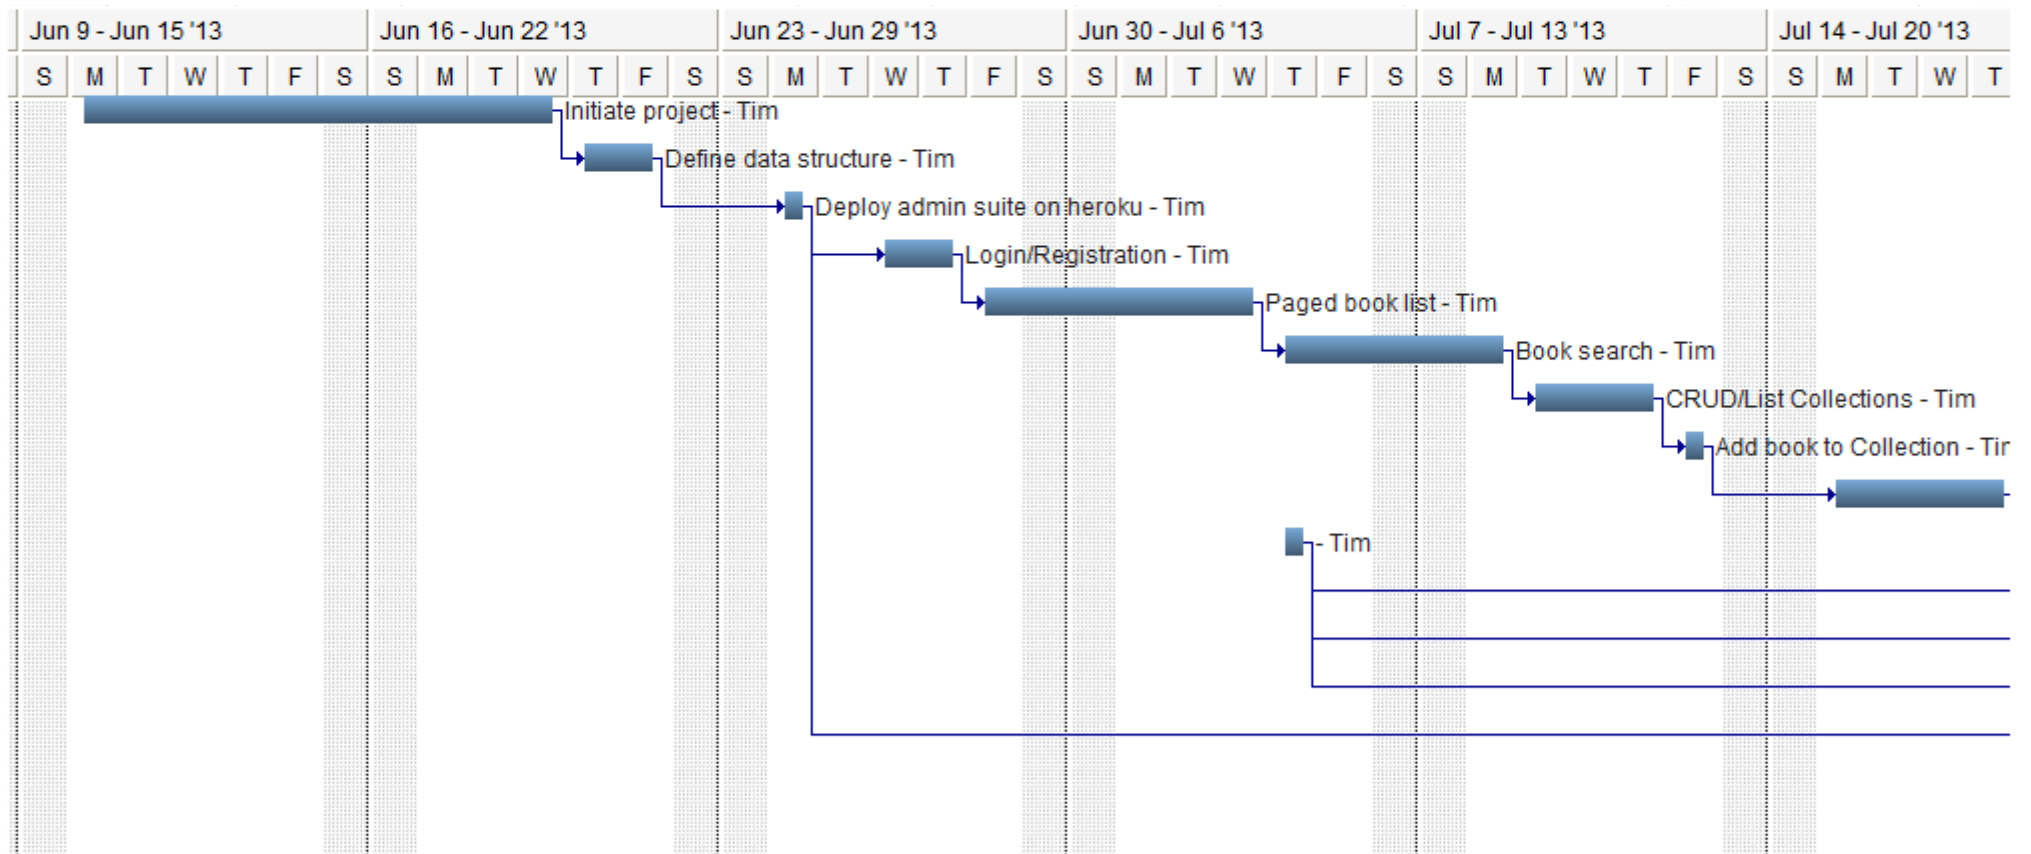 Jun 9 - Jun 15 '13 Jun 16 - Jun 22 '13 Jun 23 - Jun 29 '13 Jun 30 - Jul 6 '13 Jul 7 - Jul 13 '13 Jul 14 - Jul 20 '13
S M T W T F S S M T W T F S S M T W T F S S M T W T F S S M T W T F S S M T W T
Initiate project - Tim
Define data structure - Tim
Deploy admin suite on heroku - Tim
Login/Registration - Tim
Paged book list - Tim
Book search - Tim
CRUD/List Collections - Tim
Add book to Collection -
- Tim